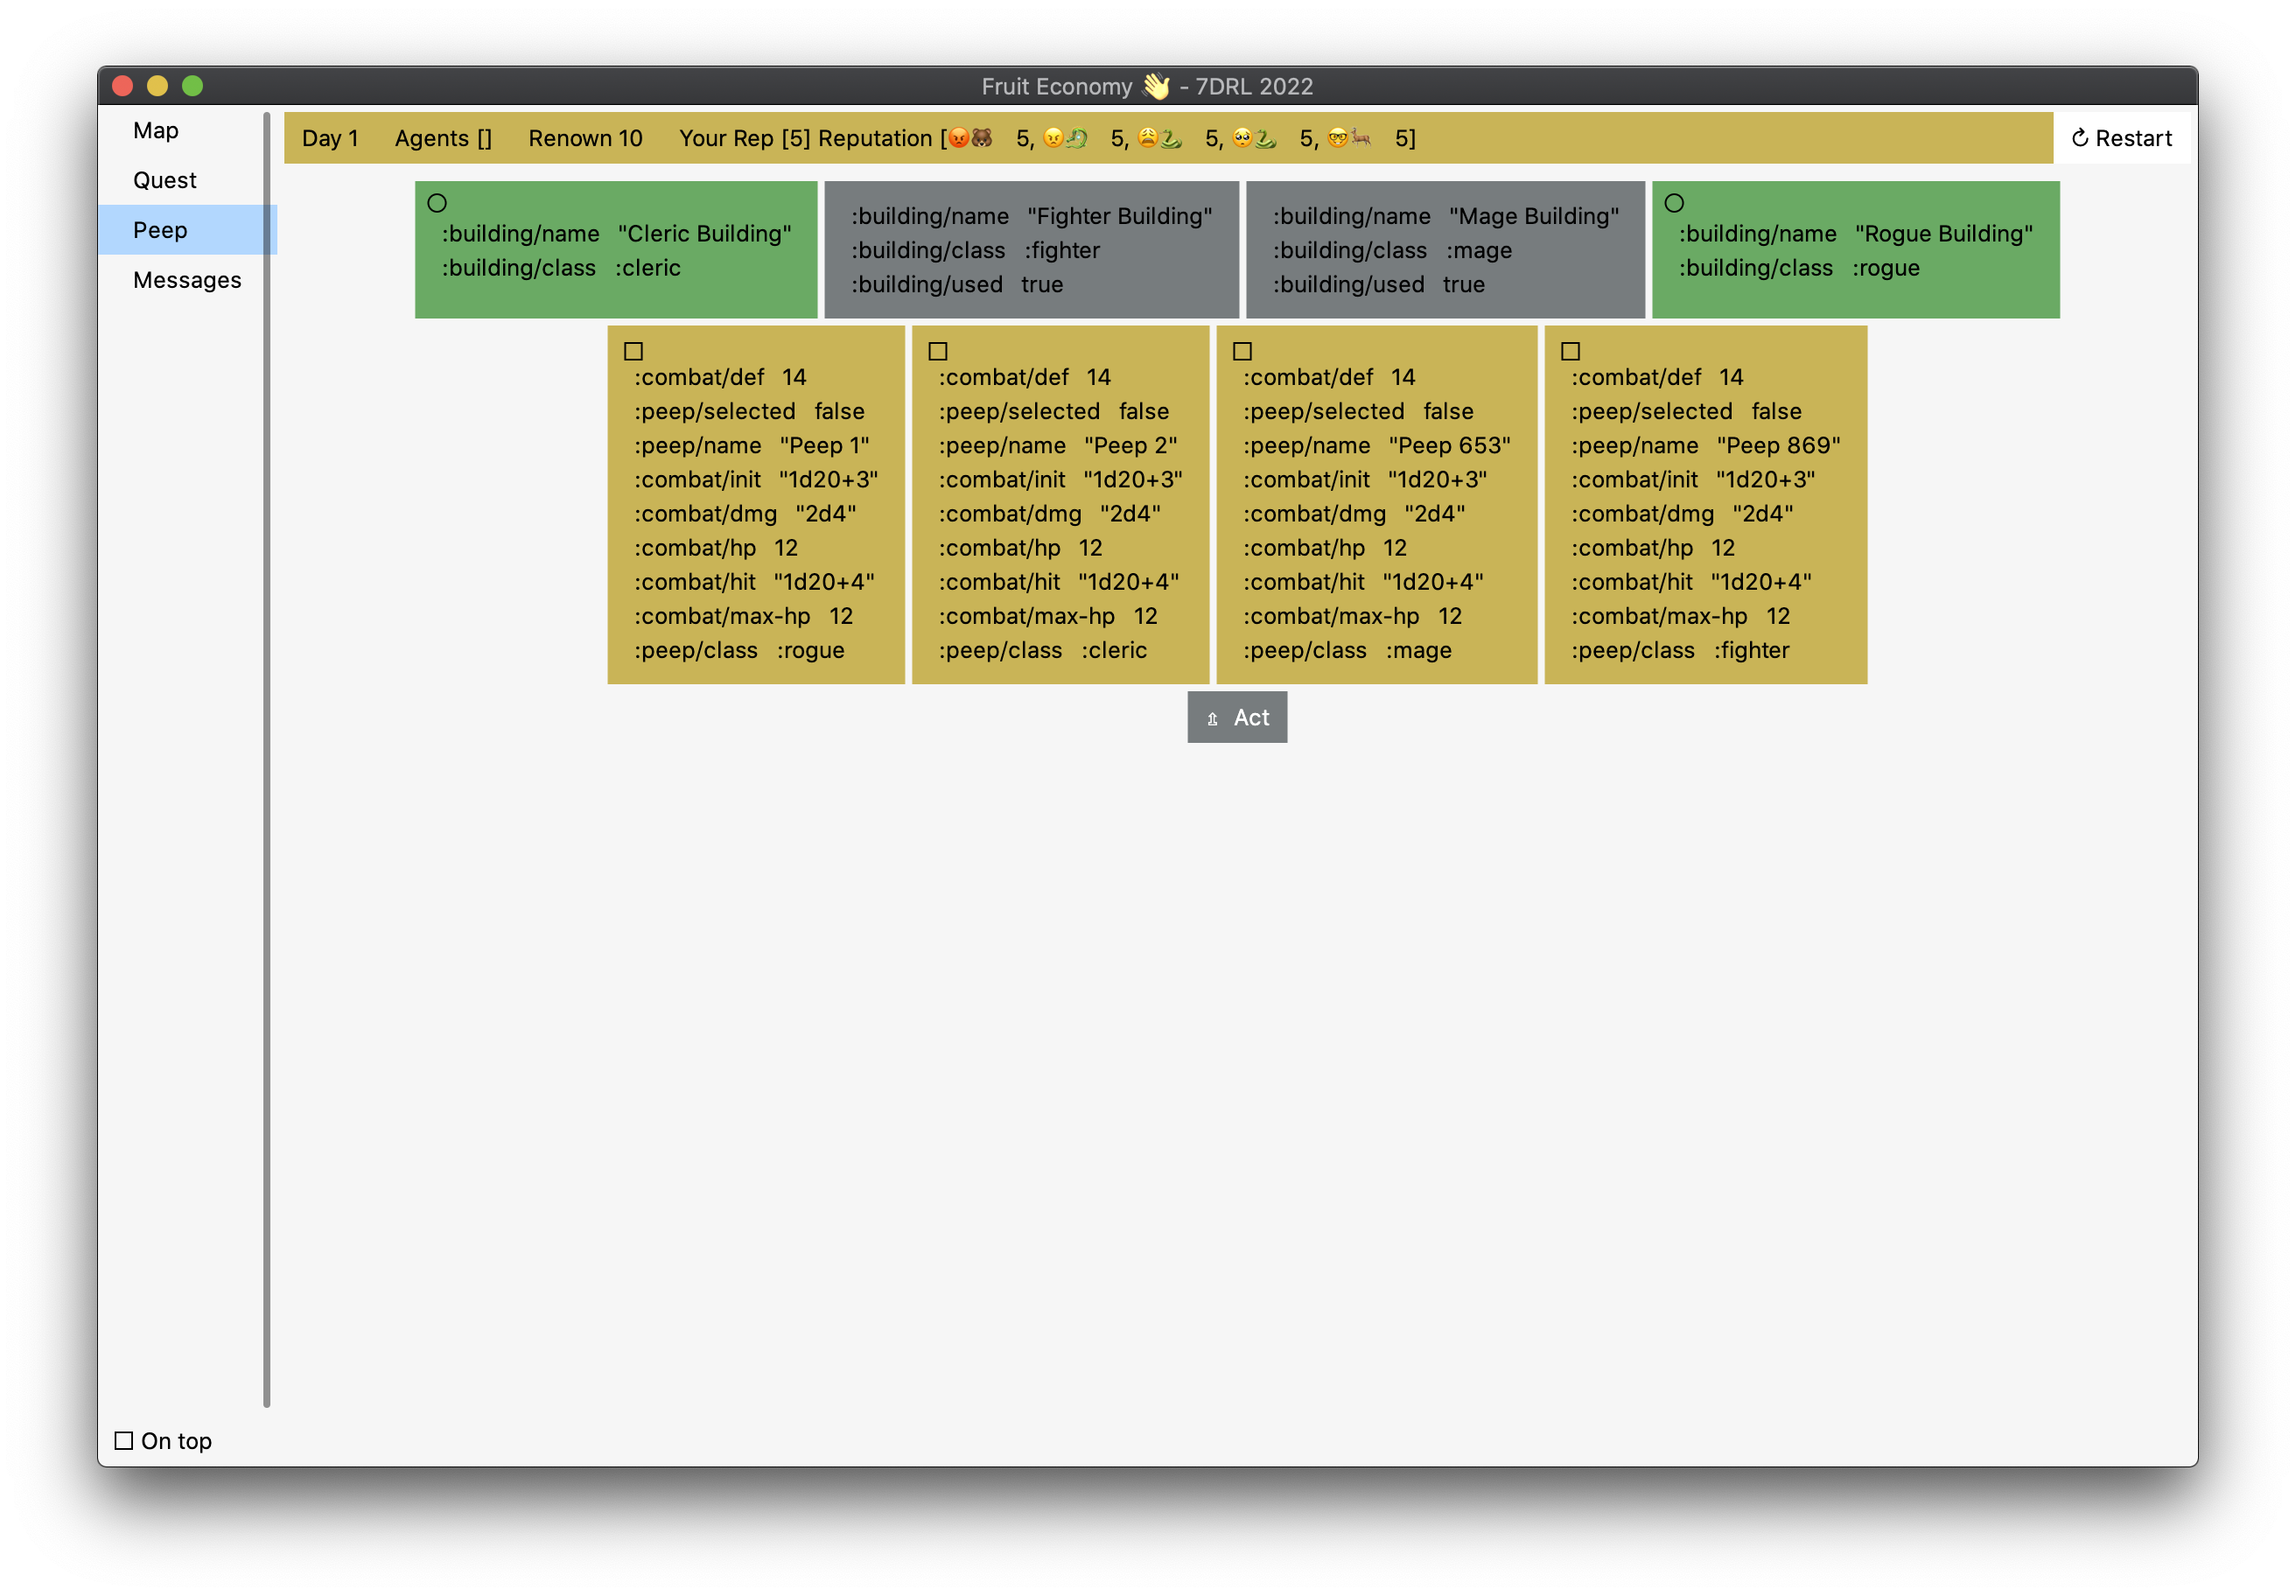 Fruit Economy 👋 - 7DRL 2022
Map
Quest
Peep
Messages
Day 1 Agents [] Renown 10 Your Rep [5] Reputation [😡🐻 5, 😠🐉 5, 😩🐍 5, 🥺🐍 5, 🤓🦌 5]
↻ Restart
:building/name "Cleric Building"
:building/class :cleric
:building/name "Fighter Building"
:building/class :fighter
:building/used true
:building/name "Mage Building"
:building/class :mage
:building/used true
:building/name "Rogue Building"
:building/class :rogue
:combat/def 14
:peep/selected false
:peep/name "Peep 1"
:combat/init "1d20+3"
:combat/dmg "2d4"
:combat/hp 12
:combat/hit "1d20+4"
:combat/max-hp 12
:peep/class :rogue
:combat/def 14
:peep/selected false
:peep/name "Peep 2"
:combat/init "1d20+3"
:combat/dmg "2d4"
:combat/hp 12
:combat/hit "1d20+4"
:combat/max-hp 12
:peep/class :cleric
:combat/def 14
:peep/selected false
:peep/name "Peep 653"
:combat/init "1d20+3"
:combat/dmg "2d4"
:combat/hp 12
:combat/hit "1d20+4"
:combat/max-hp 12
:peep/class :mage
:combat/def 14
:peep/selected false
:peep/name "Peep 869"
:combat/init "1d20+3"
:combat/dmg "2d4"
:combat/hp 12
:combat/hit "1d20+4"
:combat/max-hp 12
:peep/class :fighter
⇫ Act
On top